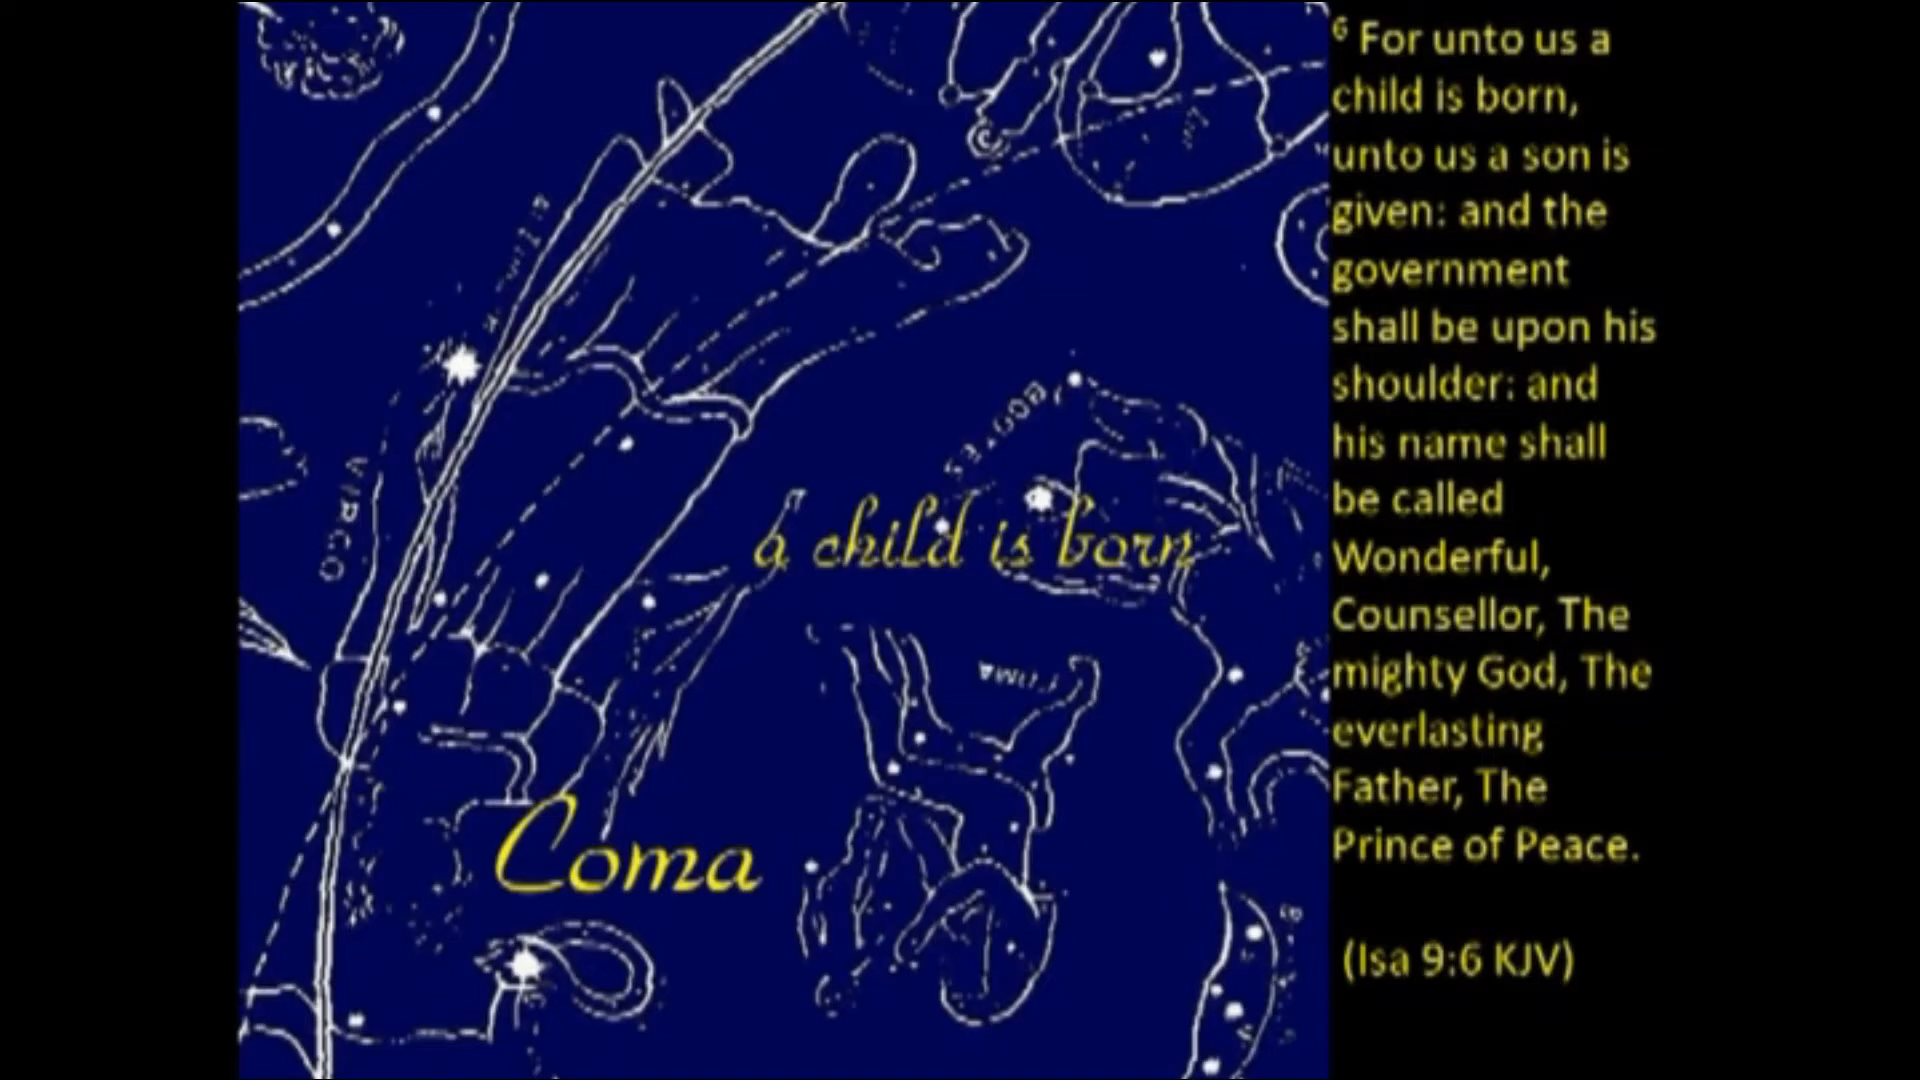 ⁶ For unto us a
child is born,
unto us a son is
given: and the
government
shall be upon his
shoulder: and
his name shall
be called
Wonderful,
Counsellor, The
mighty God, The
everlasting
Father, The
Prince of Peace.
(Isa 9:6 KJV)
VIRGO
BOOTES
a child is born
Coma